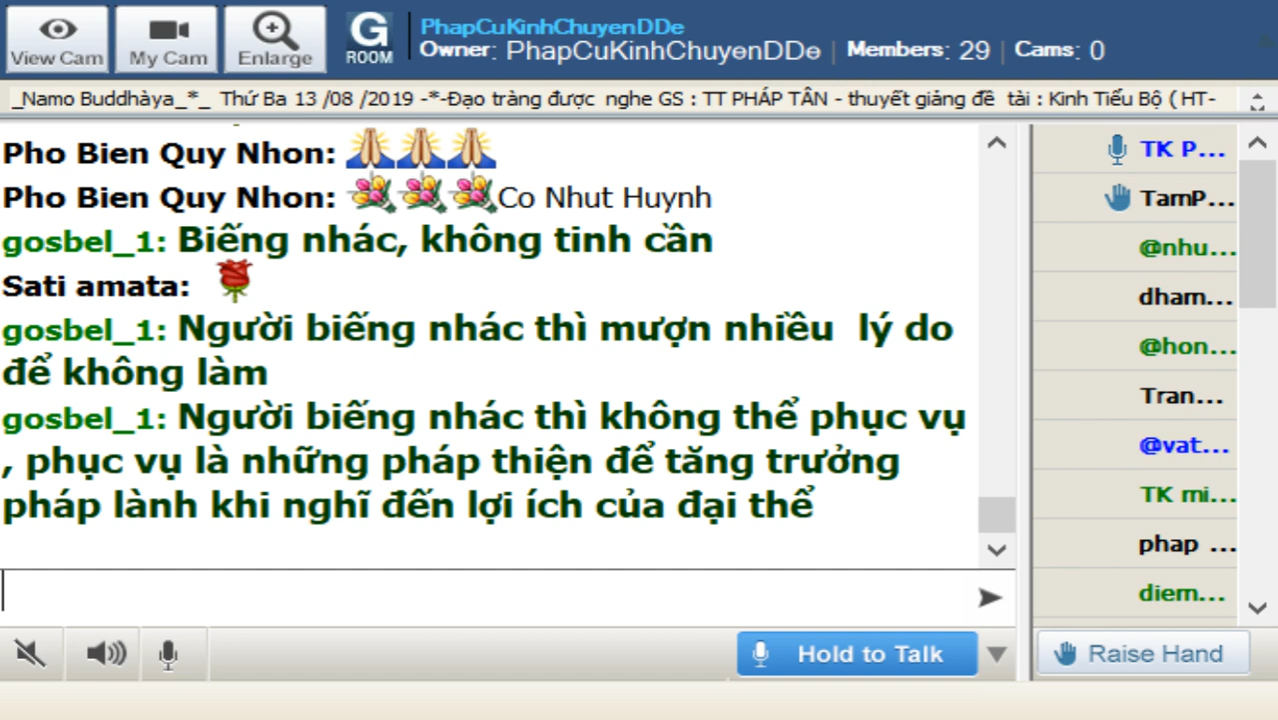 View Cam
My Cam
Enlarge
G
ROOM
PhapCuKinhChuyenDDe
Owner: PhapCuKinhChuyenDDe | Members: 29 | Cams: 0
_Namo Buddhàya_*_ Thứ Ba 13 /08 /2019 -*-Đạo tràng được nghe GS : TT PHÁP TÂN - thuyết giảng đề tài : Kinh Tiểu Bộ ( HT-
Pho Bien Quy Nhon:
Pho Bien Quy Nhon: Co Nhut Huynh
gosbel_1: Biếng nhác, không tinh cần
Sati amata:
gosbel_1: Người biếng nhác thì mượn nhiều lý do
để không làm
gosbel_1: Người biếng nhác thì không thể phục vụ
, phục vụ là những pháp thiện để tăng trưởng
pháp lành khi nghĩ đến lợi ích của đại thể
TK P...
TamP...
@nhu...
dham...
@hon...
Tran...
@vat...
TK mi...
phap ...
diem...
Hold to Talk
Raise Hand